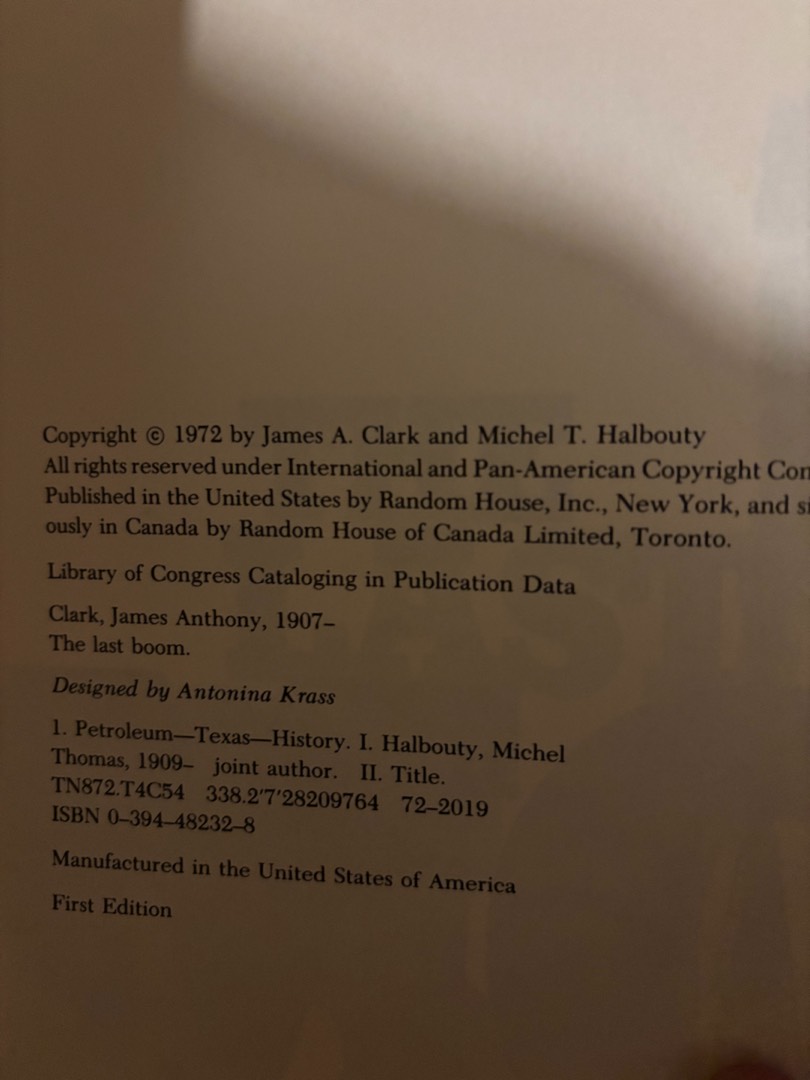 Copyright © 1972 by James A. Clark and Michel T. Halbouty
All rights reserved under International and Pan-American Copyright
Published in the United States by Random House, Inc., New York, and
ously in Canada by Random House of Canada Limited, Toronto.
Library of Congress Cataloging in Publication Data
Clark, James Anthony, 1907–
The last boom.
Designed by Antonina Krass
1. Petroleum—Texas—History. I. Halbouty, Michel
Thomas, 1909– joint author. II. Title.
TN872.T4C54 338.2'7'28209764 72–2019
ISBN 0–394–48232–8
Manufactured in the United States of America
First Edition